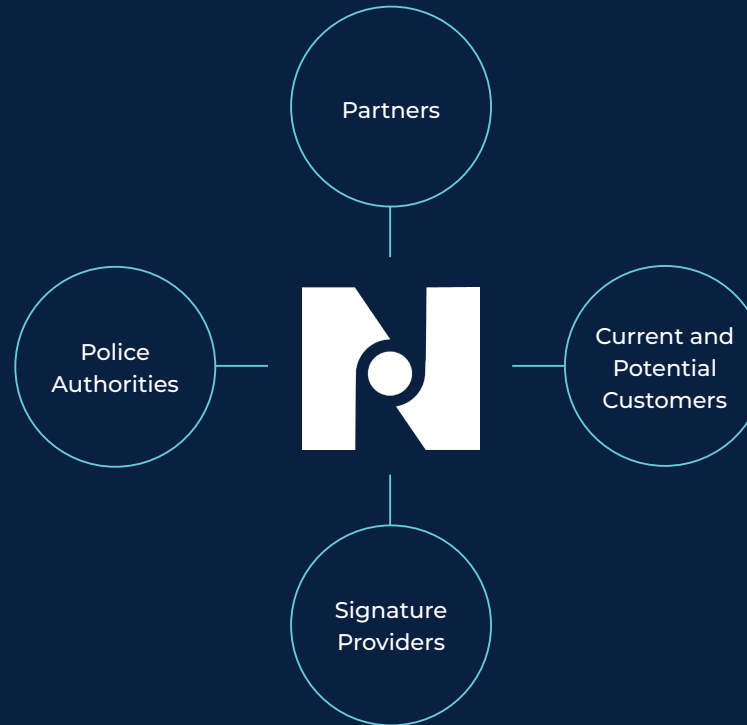 Partners
Police
Authorities
Current and
Potential
Customers
Signature
Providers